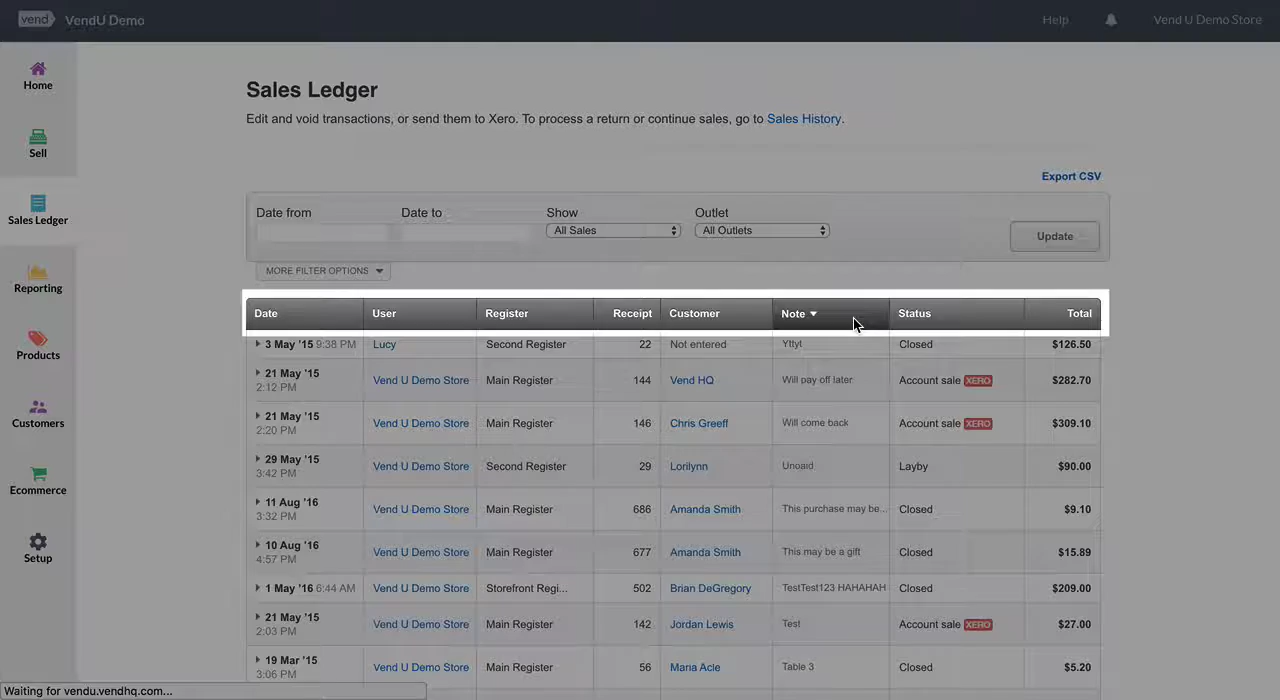 vend VendU Demo Help Vend U Demo Store
Home
Sell
Sales Ledger
Reporting
Products
Customers
Ecommerce
Setup
Sales Ledger
Edit and void transactions, or send them to Xero. To process a return or continue sales, go to Sales History.
Export CSV
Date from Date to Show Outlet
All Sales All Outlets Update
MORE FILTER OPTIONS
Date User Register Receipt Customer Note Status Total
3 May '15 9:38 PM Lucy Second Register 22 Not entered Yttyt Closed $126.50
21 May '15 Vend U Demo Store Main Register 144 Vend HQ Will pay off later Account sale XERO $282.70
2:12 PM
21 May '15 Vend U Demo Store Main Register 146 Chris Greeff Will come back Account sale XERO $309.10
2:20 PM
29 May '15 Vend U Demo Store Second Register 29 Lorilynn Unoaid Layby $90.00
3:42 PM
11 Aug '16 Vend U Demo Store Main Register 686 Amanda Smith This purchase may be... Closed $9.10
3:32 PM
10 Aug '16 Vend U Demo Store Main Register 677 Amanda Smith This may be a gift Closed $15.89
4:57 PM
1 May '16 6:44 AM Vend U Demo Store Storefront Regi... 502 Brian DeGregory TestTest123 HAHAHAH Closed $209.00
21 May '15 Vend U Demo Store Main Register 142 Jordan Lewis Test Account sale XERO $27.00
2:03 PM
19 Mar '15 Vend U Demo Store Main Register 56 Maria Acie Table 3 Closed $5.20
3:06 PM
Waiting for vendu.vendhq.com...